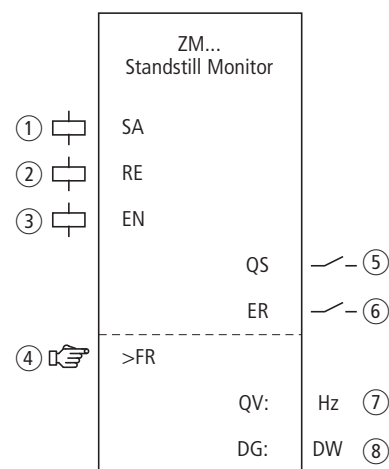 ZM...
Standstill Monitor
① SA
② RE
③ EN
QS ⑤
ER ⑥
④ >FR
QV: Hz ⑦
DG: DW ⑧